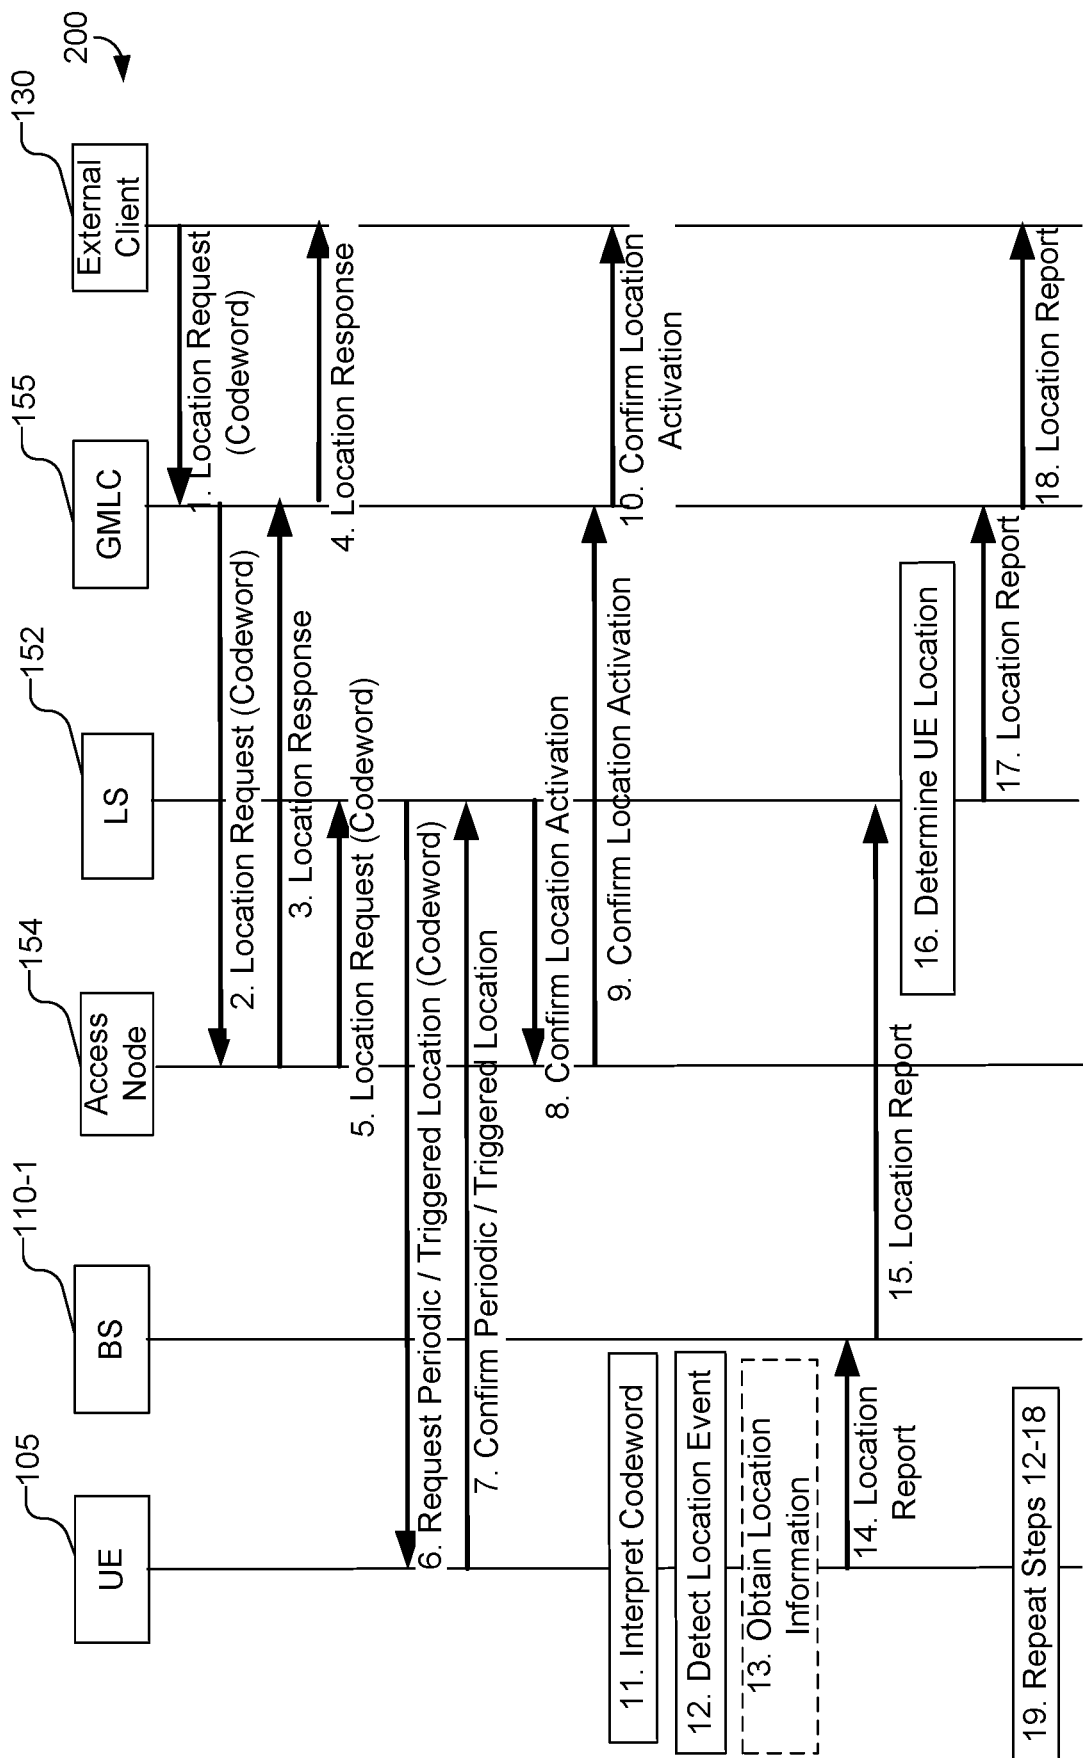 200
105
110-1
154
152
155
130
UE
BS
Access
Node
LS
GMLC
External
Client
1. Location Request
(Codeword)
2. Location Request (Codeword)
3. Location Response
4. Location Response
5. Location Request (Codeword)
6. Request Periodic / Triggered Location (Codeword)
7. Confirm Periodic / Triggered Location
8. Confirm Location Activation
9. Confirm Location Activation
10. Confirm Location
Activation
11. Interpret Codeword
12. Detect Location Event
13. Obtain Location
Information
14. Location
Report
15. Location Report
16. Determine UE Location
17. Location Report
18. Location Report
19. Repeat Steps 12-18